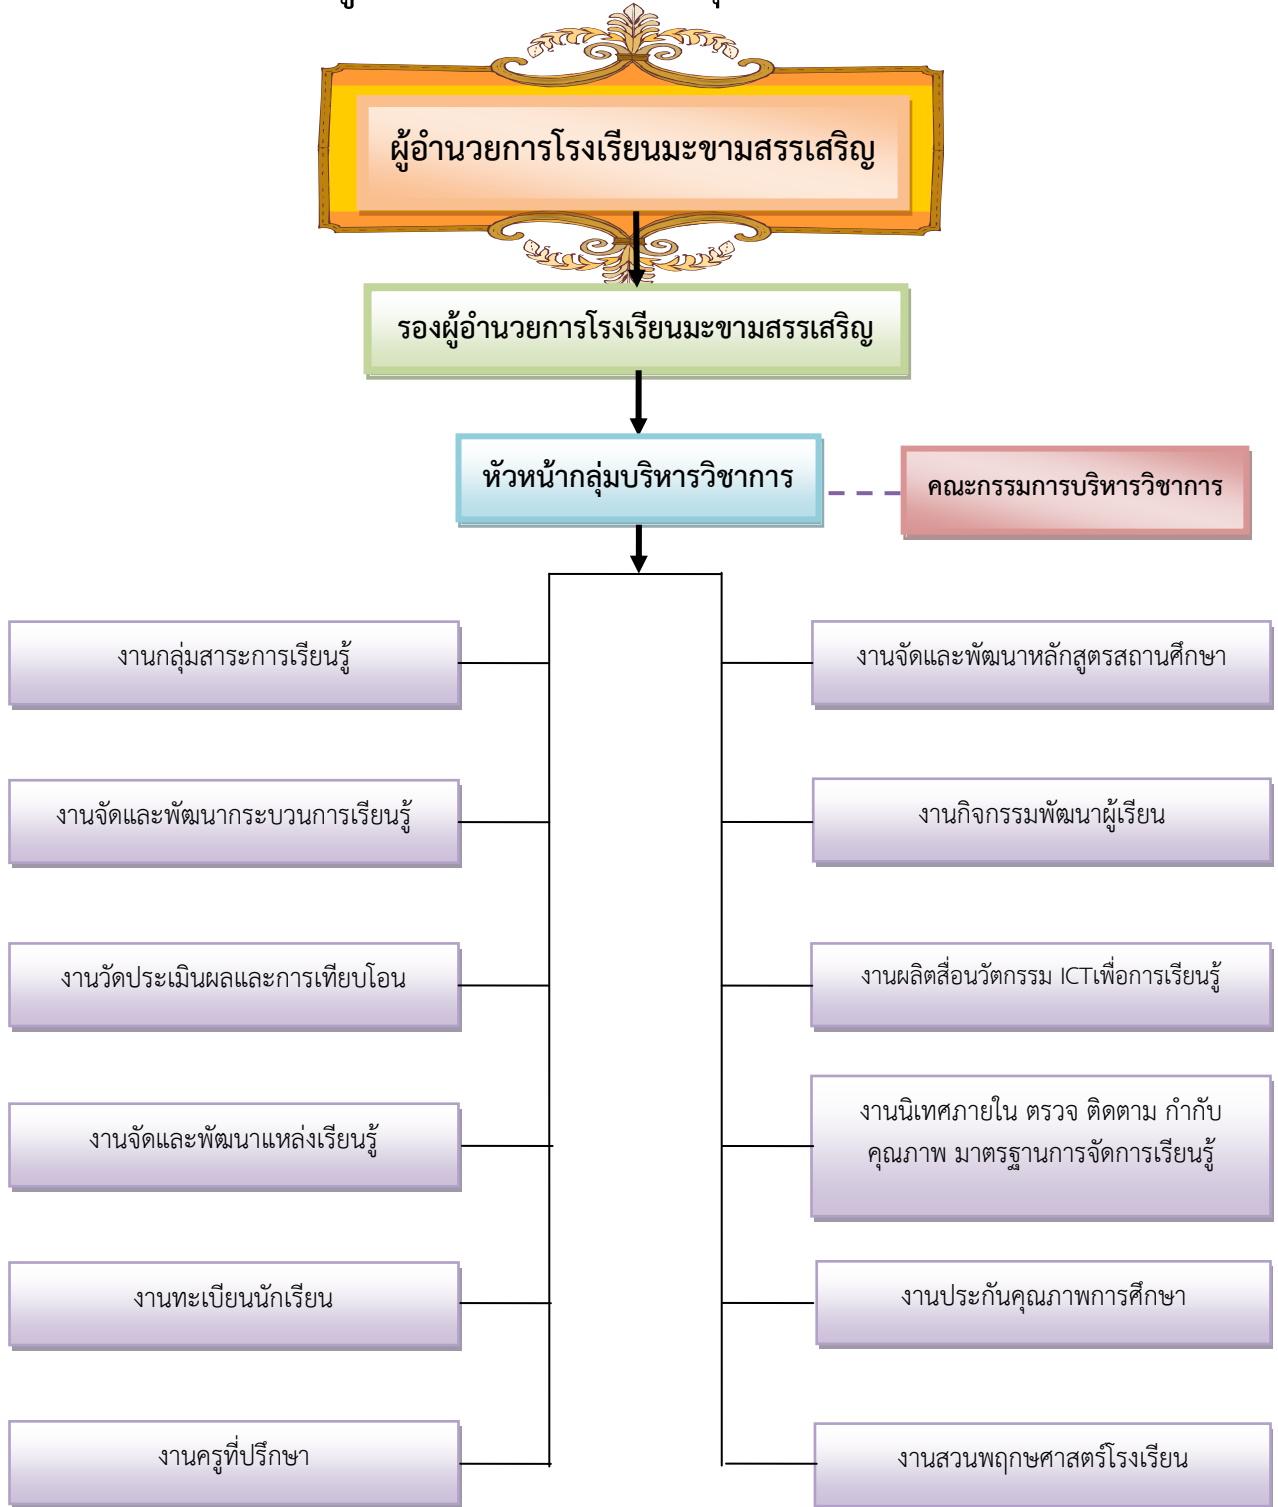 ผู้อำนวยการโรงเรียนมะขามสรรเสริญ
รองผู้อำนวยการโรงเรียนมะขามสรรเสริญ
หัวหน้ากลุ่มบริหารวิชาการ
คณะกรรมการบริหารวิชาการ
งานกลุ่มสาระการเรียนรู้
งานจัดและพัฒนาหลักสูตรสถานศึกษา
งานจัดและพัฒนากระบวนการเรียนรู้
งานกิจกรรมพัฒนาผู้เรียน
งานวัดประเมินผลและการเทียบโอน
งานผลิตสื่อนวัตกรรม ICTเพื่อการเรียนรู้
งานจัดและพัฒนาแหล่งเรียนรู้
งานนิเทศภายใน ตรวจ ติดตาม กำกับ
คุณภาพ มาตรฐานการจัดการเรียนรู้
งานทะเบียนนักเรียน
งานประกันคุณภาพการศึกษา
งานครูที่ปรึกษา
งานสวนพฤกษศาสตร์โรงเรียน